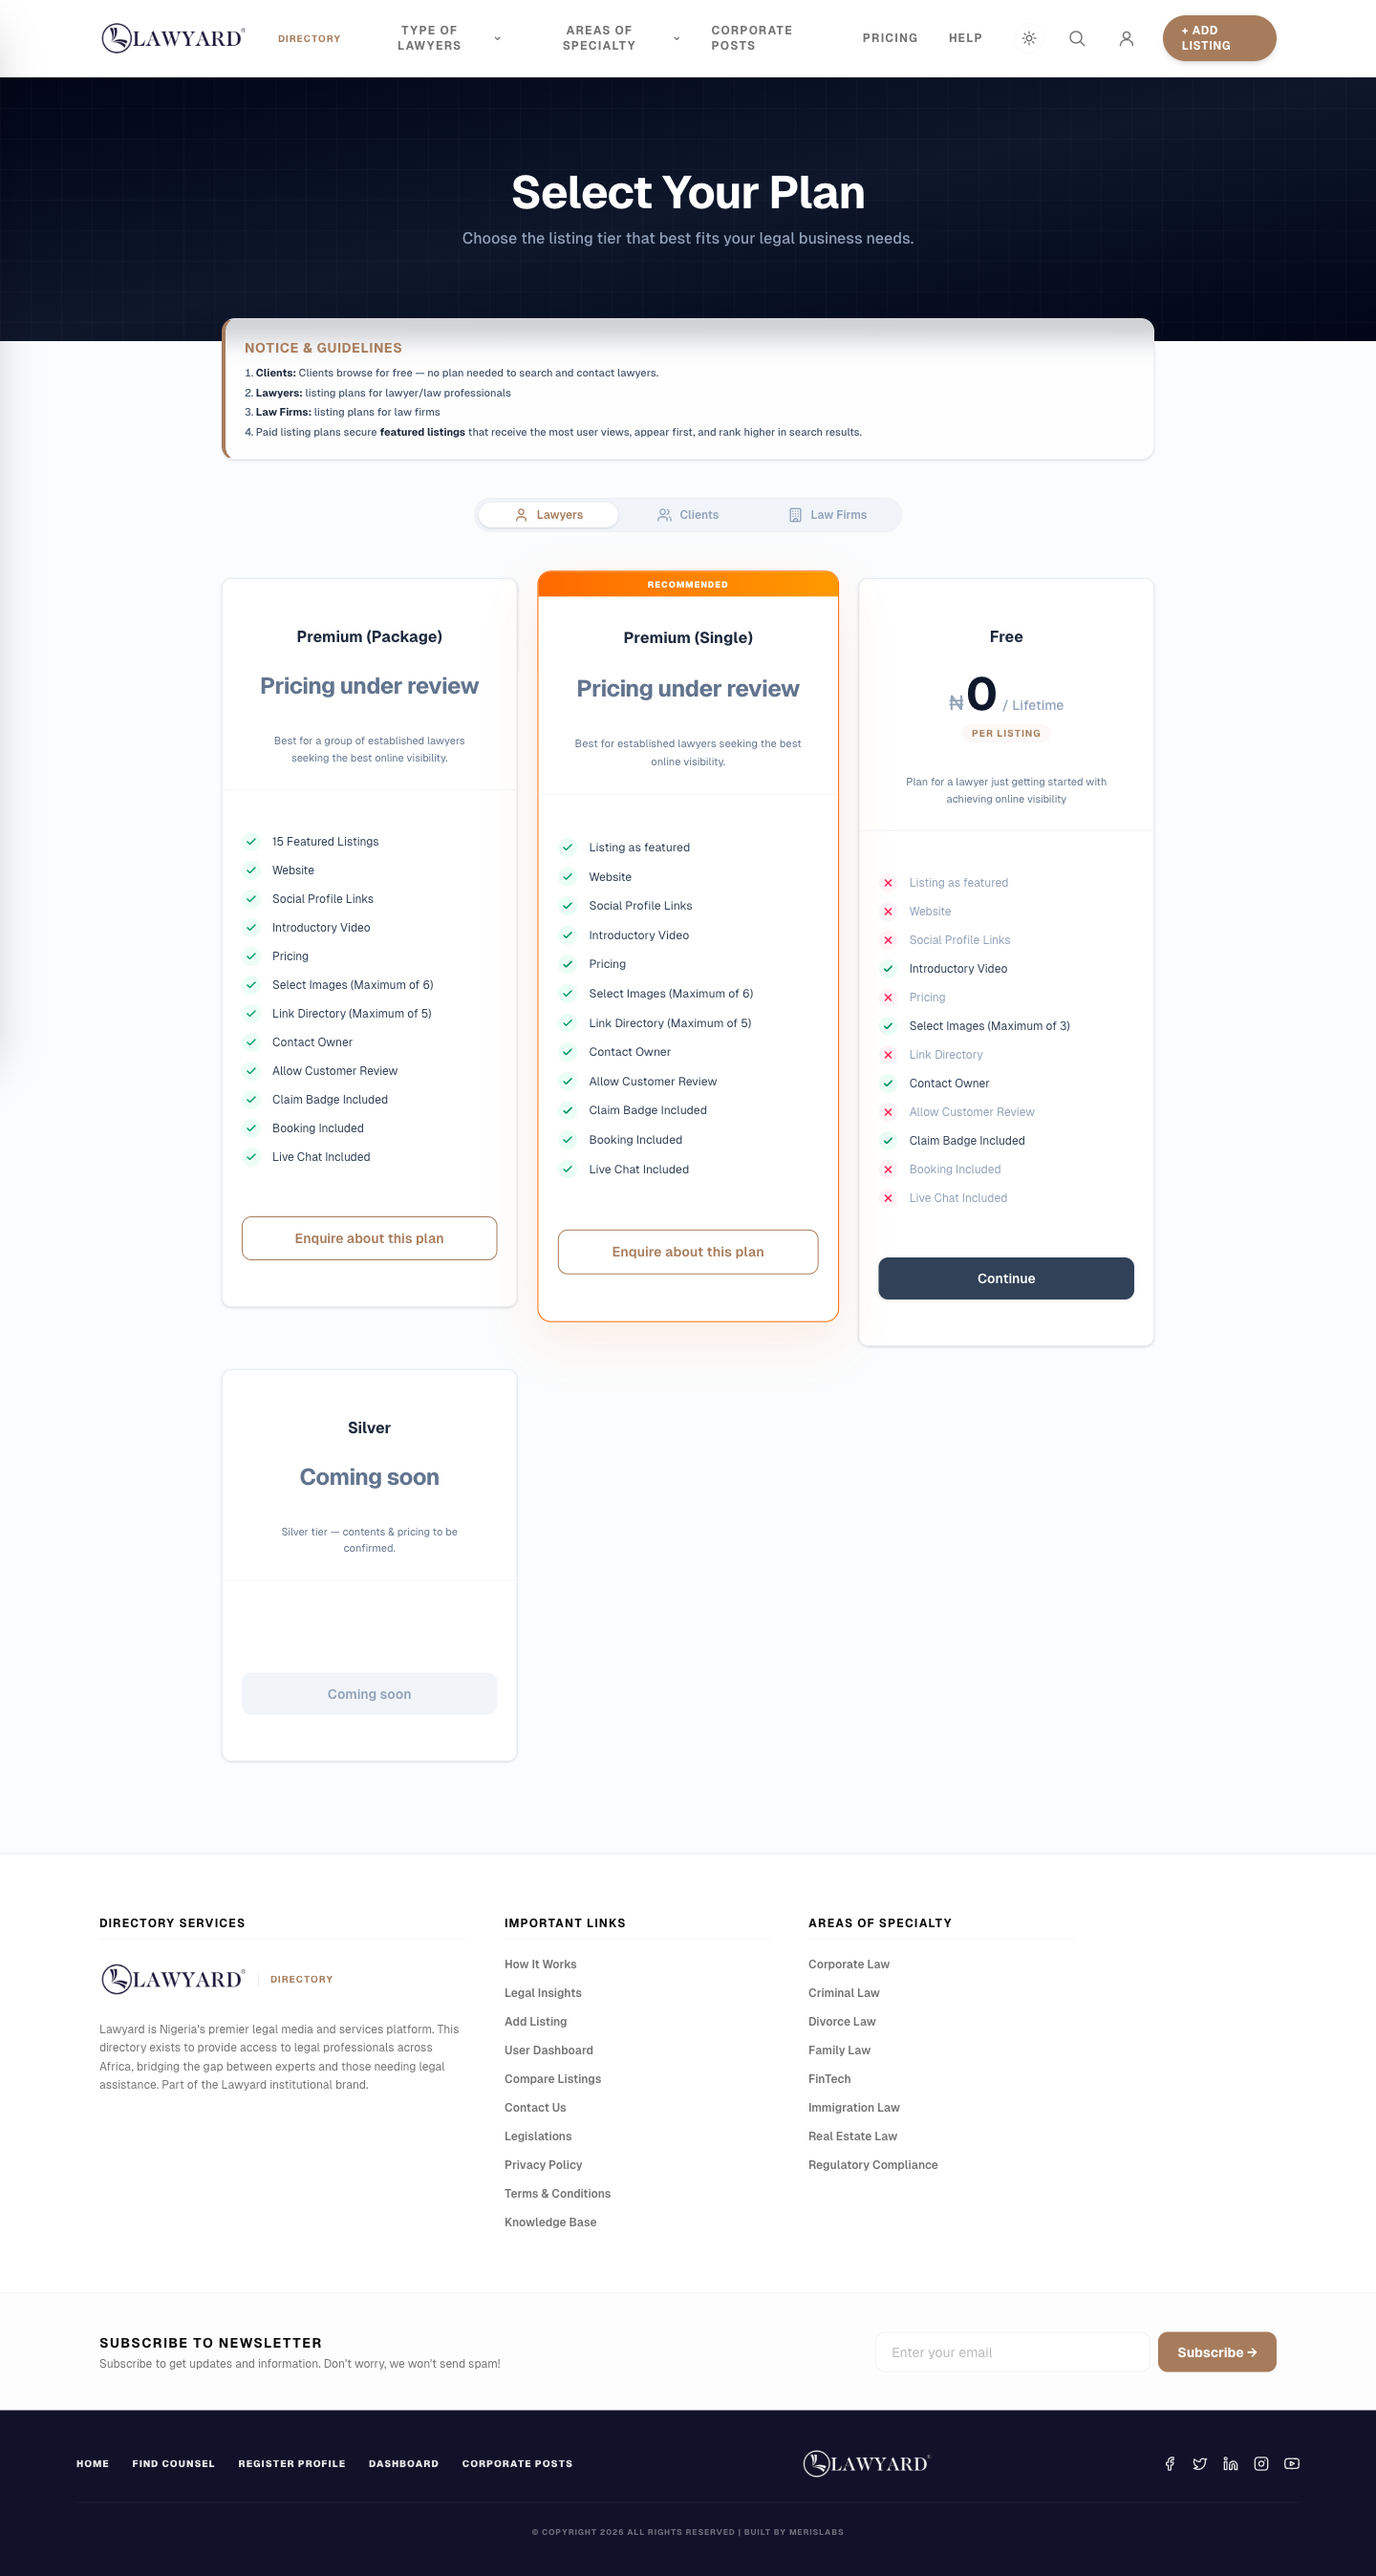 LAWYARD®
DIRECTORY
TYPE OF
LAWYERS
AREAS OF
SPECIALTY
CORPORATE
POSTS
PRICING
HELP
+ ADD
LISTING
Select Your Plan
Choose the listing tier that best fits your legal business needs.
NOTICE & GUIDELINES
1. Clients: Clients browse for free — no plan needed to search and contact lawyers.
2. Lawyers: listing plans for lawyer/law professionals
3. Law Firms: listing plans for law firms
4. Paid listing plans secure featured listings that receive the most user views, appear first, and rank higher in search results.
Lawyers
Clients
Law Firms
Premium (Package)
Pricing under review
Best for a group of established lawyers
seeking the best online visibility.
15 Featured Listings
Website
Social Profile Links
Introductory Video
Pricing
Select Images (Maximum of 6)
Link Directory (Maximum of 5)
Contact Owner
Allow Customer Review
Claim Badge Included
Booking Included
Live Chat Included
Enquire about this plan
RECOMMENDED
Premium (Single)
Pricing under review
Best for established lawyers seeking the best
online visibility.
Listing as featured
Website
Social Profile Links
Introductory Video
Pricing
Select Images (Maximum of 6)
Link Directory (Maximum of 5)
Contact Owner
Allow Customer Review
Claim Badge Included
Booking Included
Live Chat Included
Enquire about this plan
Free
₦0 / Lifetime
PER LISTING
Plan for a lawyer just getting started with
achieving online visibility
Listing as featured
Website
Social Profile Links
Introductory Video
Pricing
Select Images (Maximum of 3)
Link Directory
Contact Owner
Allow Customer Review
Claim Badge Included
Booking Included
Live Chat Included
Continue
Silver
Coming soon
Silver tier — contents & pricing to be
confirmed.
Coming soon
DIRECTORY SERVICES
LAWYARD®
DIRECTORY
Lawyard is Nigeria's premier legal media and services platform. This
directory exists to provide access to legal professionals across
Africa, bridging the gap between experts and those needing legal
assistance. Part of the Lawyard institutional brand.
IMPORTANT LINKS
How It Works
Legal Insights
Add Listing
User Dashboard
Compare Listings
Contact Us
Legislations
Privacy Policy
Terms & Conditions
Knowledge Base
AREAS OF SPECIALTY
Corporate Law
Criminal Law
Divorce Law
Family Law
FinTech
Immigration Law
Real Estate Law
Regulatory Compliance
SUBSCRIBE TO NEWSLETTER
Subscribe to get updates and information. Don't worry, we won't send spam!
Enter your email
Subscribe →
HOME
FIND COUNSEL
REGISTER PROFILE
DASHBOARD
CORPORATE POSTS
LAWYARD®
© COPYRIGHT 2026 ALL RIGHTS RESERVED | BUILT BY MERISLABS